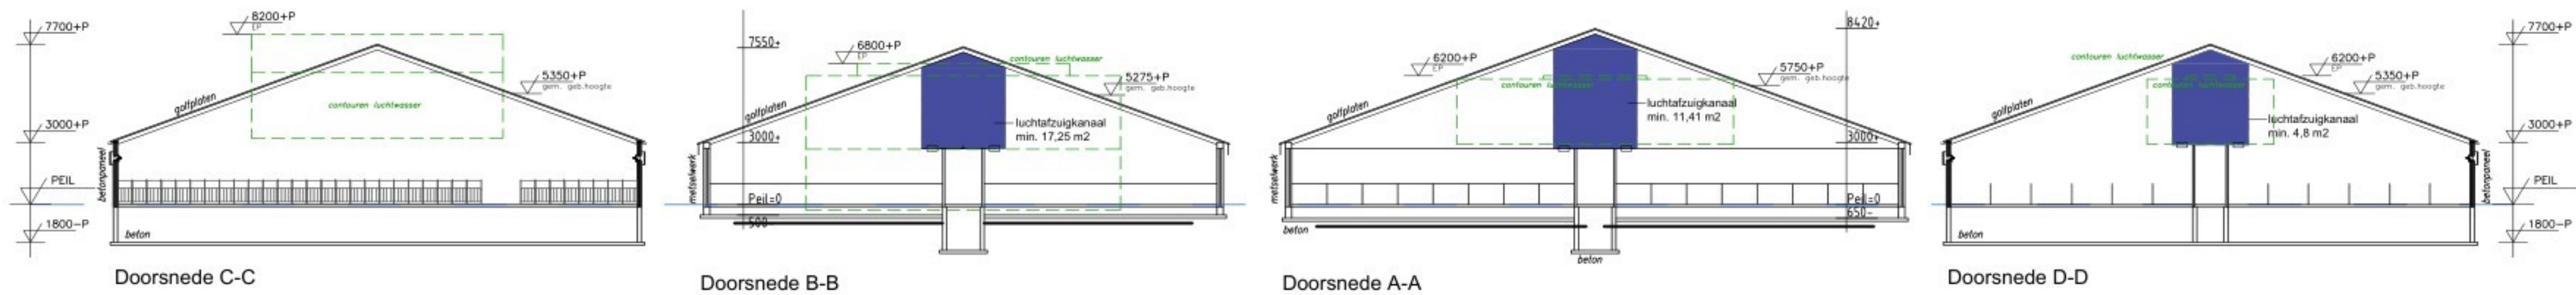 7700+P
3000+P
PEIL
1800-P
8200+P
EP
5350+P
gem. geb.hoogte
golfplaten
contouren luchtwasser
betonpaneel
beton
Doorsnede C-C
7550+
6800+P
EP
contouren luchtwasser
5275+P
gem. geb.hoogte
golfplaten
3000+
luchtafzuigkanaal
min. 17,25 m2
metselwerk
Peil=0
500-
Doorsnede B-B
8420+
6200+P
EP
5750+P
gem. geb.hoogte
contouren luchtwasser
golfplaten
luchtafzuigkanaal
min. 11,41 m2
3000+
metselwerk
Peil=0
650-
beton
beton
Doorsnede A-A
7700+P
contouren luchtwasser
6200+P
EP
5350+P
gem. geb.hoogte
contouren luchtwasser
golfplaten
luchtafzuigkanaal
min. 4,8 m2
3000+P
betonpaneel
PEIL
1800-P
beton
Doorsnede D-D